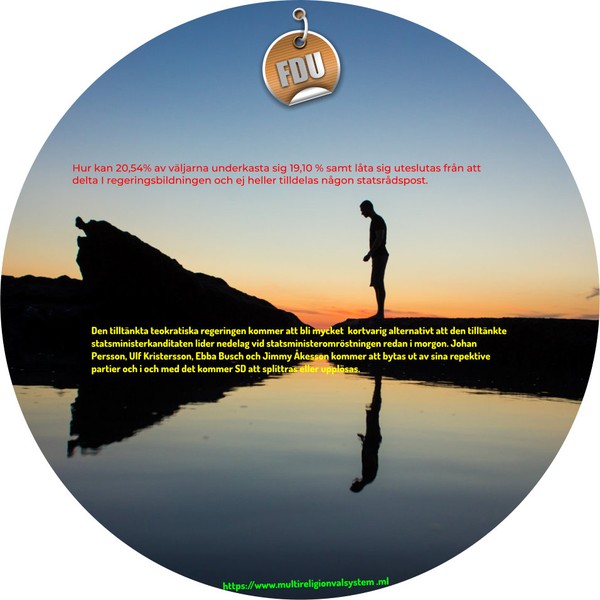 FDU
Hur kan 20,54% av väljarna underkasta sig 19,10 % samt låta sig uteslutas från att
delta I regeringsbildningen och ej heller tilldelas någon statsrådspost.
Den tilltänkta teokratiska regeringen kommer att bli mycket kortvarig alternativt att den tilltänkte
statsministerkanditaten lider nedelag vid statsministeromröstningen redan i morgon. Johan
Persson, Ulf Kristersson, Ebba Busch och Jimmy Åkesson kommer att bytas ut av sina repektive
partier och i och med det kommer SD att splittras eller upplösas.
https://www.multireligionvalsystem .ml